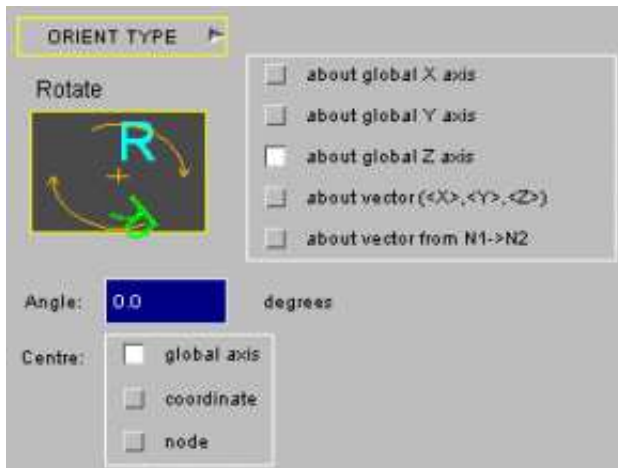 ORIENT TYPE
Rotate
R
R
about global X axis
about global Y axis
about global Z axis
about vector (<X>,<Y>,<Z>)
about vector from N1->N2
Angle: 0.0 degrees
Centre: global axis
coordinate
node